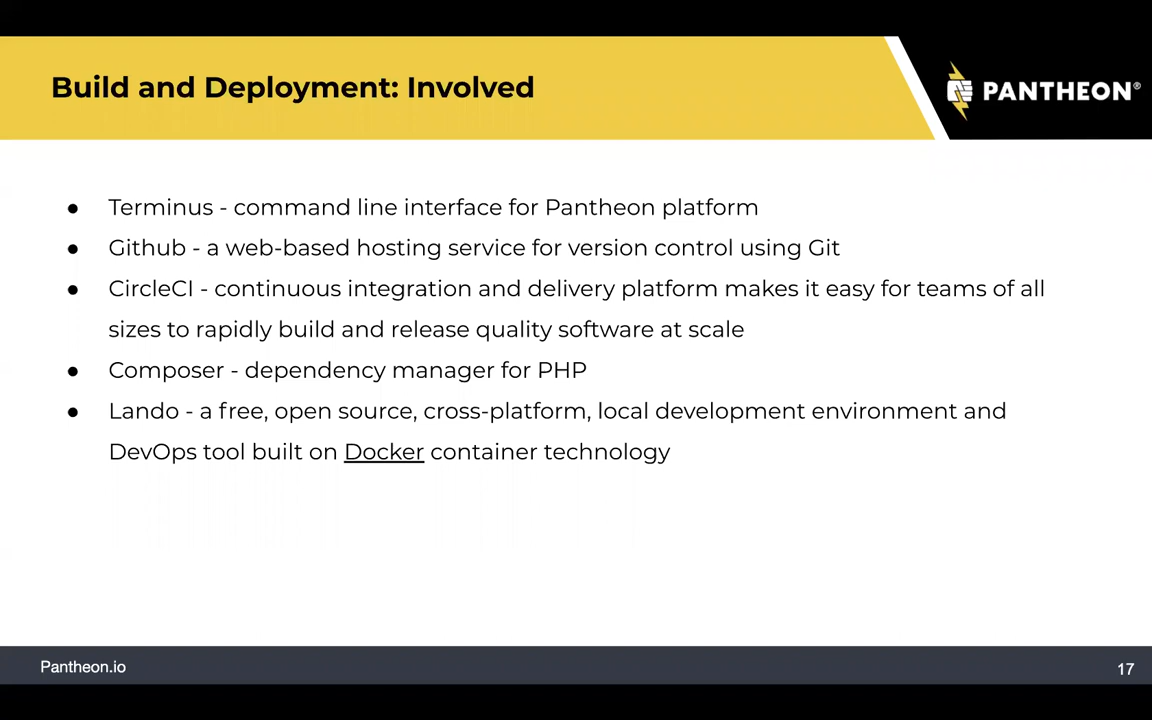 Build and Deployment: Involved
PANTHEON®
● Terminus - command line interface for Pantheon platform
● Github - a web-based hosting service for version control using Git
● CircleCI - continuous integration and delivery platform makes it easy for teams of all
sizes to rapidly build and release quality software at scale
● Composer - dependency manager for PHP
● Lando - a free, open source, cross-platform, local development environment and
DevOps tool built on Docker container technology
Pantheon.io
17